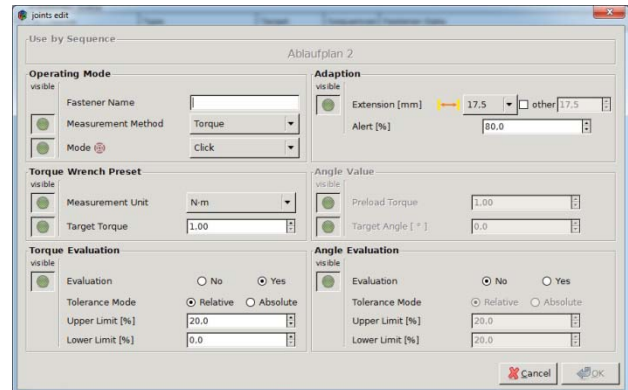 joints edit
Use by Sequence
Ablaufplan 2
Operating Mode
visible
Fastener Name
Measurement Method Torque
Mode Click
Adaption
visible
Extension [mm] 17,5 other 17.5
Alert [%] 80.0
Torque Wrench Preset
visible
Measurement Unit N·m
Target Torque 1.00
Angle Value
visible
Preload Torque 1.00
Target Angle [ ° ] 0.0
Torque Evaluation
visible
Evaluation No Yes
Tolerance Mode Relative Absolute
Upper Limit [%] 20.0
Lower Limit [%] 0.0
Angle Evaluation
visible
Evaluation No Yes
Tolerance Mode Relative Absolute
Upper Limit [%] 20.0
Lower Limit [%] 20.0
Cancel OK